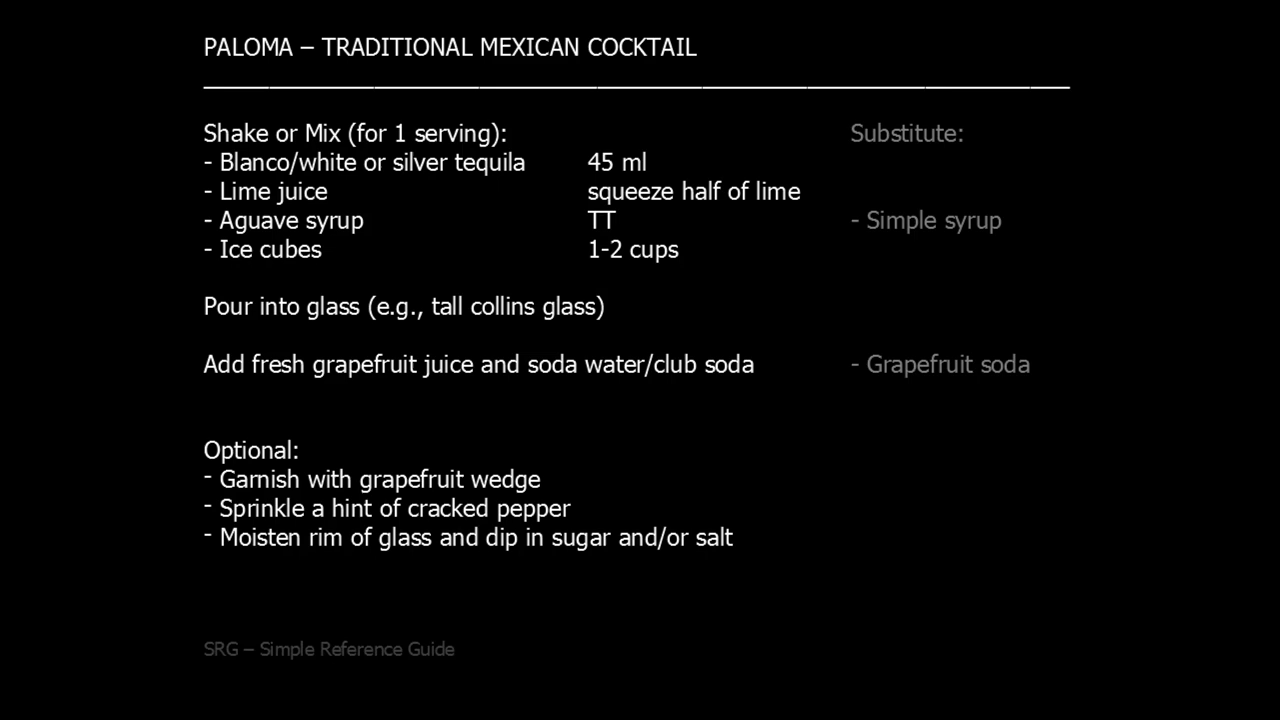 PALOMA – TRADITIONAL MEXICAN COCKTAIL
Shake or Mix (for 1 serving): Substitute:
- Blanco/white or silver tequila 45 ml
- Lime juice squeeze half of lime
- Aguave syrup TT - Simple syrup
- Ice cubes 1-2 cups
Pour into glass (e.g., tall collins glass)
Add fresh grapefruit juice and soda water/club soda - Grapefruit soda
Optional:
- Garnish with grapefruit wedge
- Sprinkle a hint of cracked pepper
- Moisten rim of glass and dip in sugar and/or salt
SRG – Simple Reference Guide